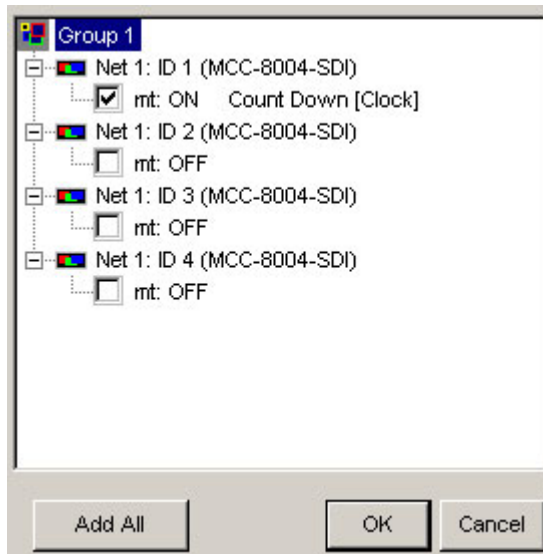 Group 1
Net 1: ID 1 (MCC-8004-SDI)
mt: ON Count Down [Clock]
Net 1: ID 2 (MCC-8004-SDI)
mt: OFF
Net 1: ID 3 (MCC-8004-SDI)
mt: OFF
Net 1: ID 4 (MCC-8004-SDI)
mt: OFF
Add All OK Cancel